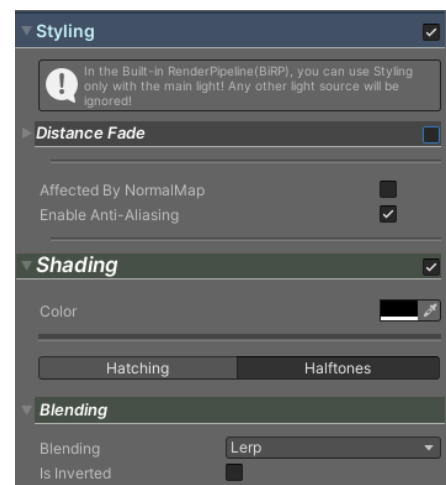 Styling
In the Built-in RenderPipeline(BiRP), you can use Styling
only with the main light! Any other light source will be
ignored!
Distance Fade
Affected By NormalMap
Enable Anti-Aliasing
Shading
Color
Hatching Halftones
Blending
Blending Lerp
Is Inverted